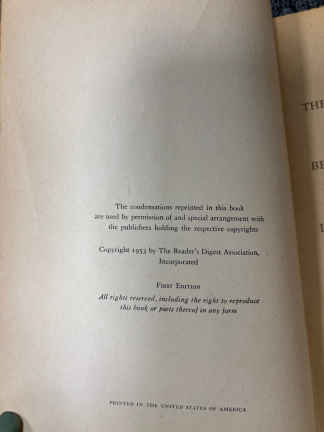 The condensations reprinted in this book
are used by permission of and special arrangement with
the publishers holding the respective copyrights
Copyright 1953 by The Reader's Digest Association,
Incorporated
First Edition
All rights reserved, including the right to reproduce
this book or parts thereof in any form
PRINTED IN THE UNITED STATES OF AMERICA
THE
BE